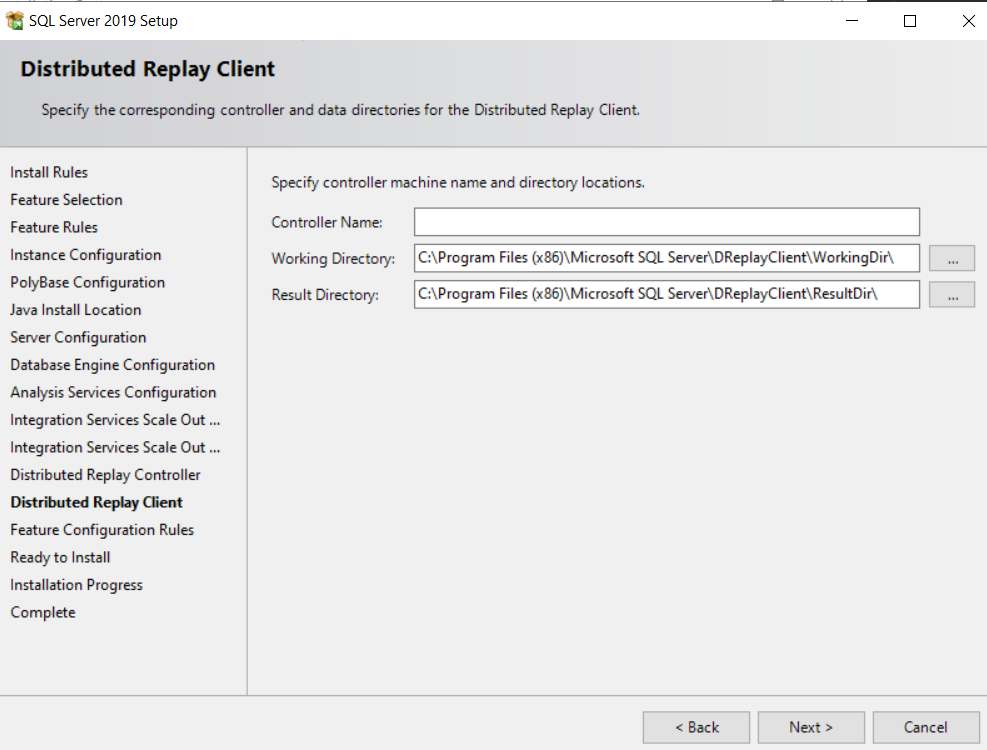 SQL Server 2019 Setup
Distributed Replay Client
Specify the corresponding controller and data directories for the Distributed Replay Client.
Install Rules
Feature Selection
Feature Rules
Instance Configuration
PolyBase Configuration
Java Install Location
Server Configuration
Database Engine Configuration
Analysis Services Configuration
Integration Services Scale Out ...
Integration Services Scale Out ...
Distributed Replay Controller
Distributed Replay Client
Feature Configuration Rules
Ready to Install
Installation Progress
Complete
Specify controller machine name and directory locations.
Controller Name:
Working Directory: C:\Program Files (x86)\Microsoft SQL Server\DReplayClient\WorkingDir\ ...
Result Directory: C:\Program Files (x86)\Microsoft SQL Server\DReplayClient\ResultDir\ ...
< Back Next > Cancel